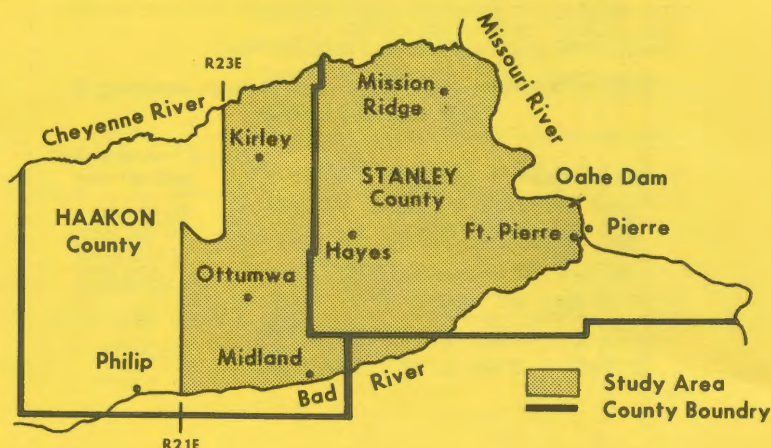 R23E
Missouri River
Cheyenne River
Mission
Ridge
Kirley
STANLEY
County
Oahe Dam
HAAKON
County
Hayes
Ft. Pierre
Pierre
Ottumwa
Philip
Midland
Bad River
Study Area
County Boundry
R21E